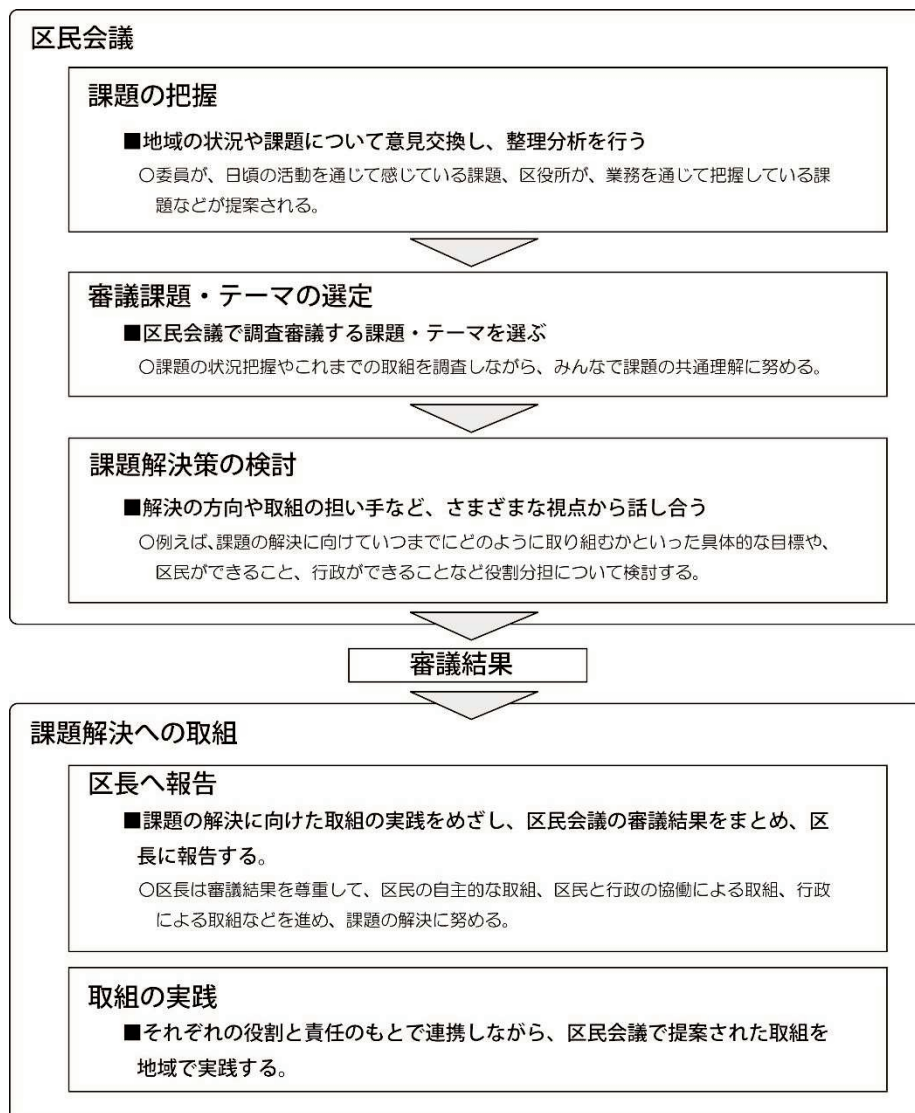 区民会議
課題の把握
■地域の状況や課題について意見交換し、整理分析を行う
○委員が、日頃の活動を通じて感じている課題、区役所が、業務を通じて把握している課
題などが提案される。
審議課題・テーマの選定
■区民会議で調査審議する課題・テーマを選ぶ
○課題の状況把握やこれまでの取組を調査しながら、みんなで課題の共通理解に努める。
課題解決策の検討
■解決の方向や取組の担い手など、さまざまな視点から話し合う
○例えば、課題の解決に向けていつまでにどのように取り組むかといった具体的な目標や、
区民ができること、行政ができることなど役割分担について検討する。
審議結果
課題解決への取組
区長へ報告
■課題の解決に向けた取組の実践をめざし、区民会議の審議結果をまとめ、区
長に報告する。
○区長は審議結果を尊重して、区民の自主的な取組、区民と行政の協働による取組、行政
による取組などを進め、課題の解決に努める。
取組の実践
■それぞれの役割と責任のもとで連携しながら、区民会議で提案された取組を
地域で実践する。